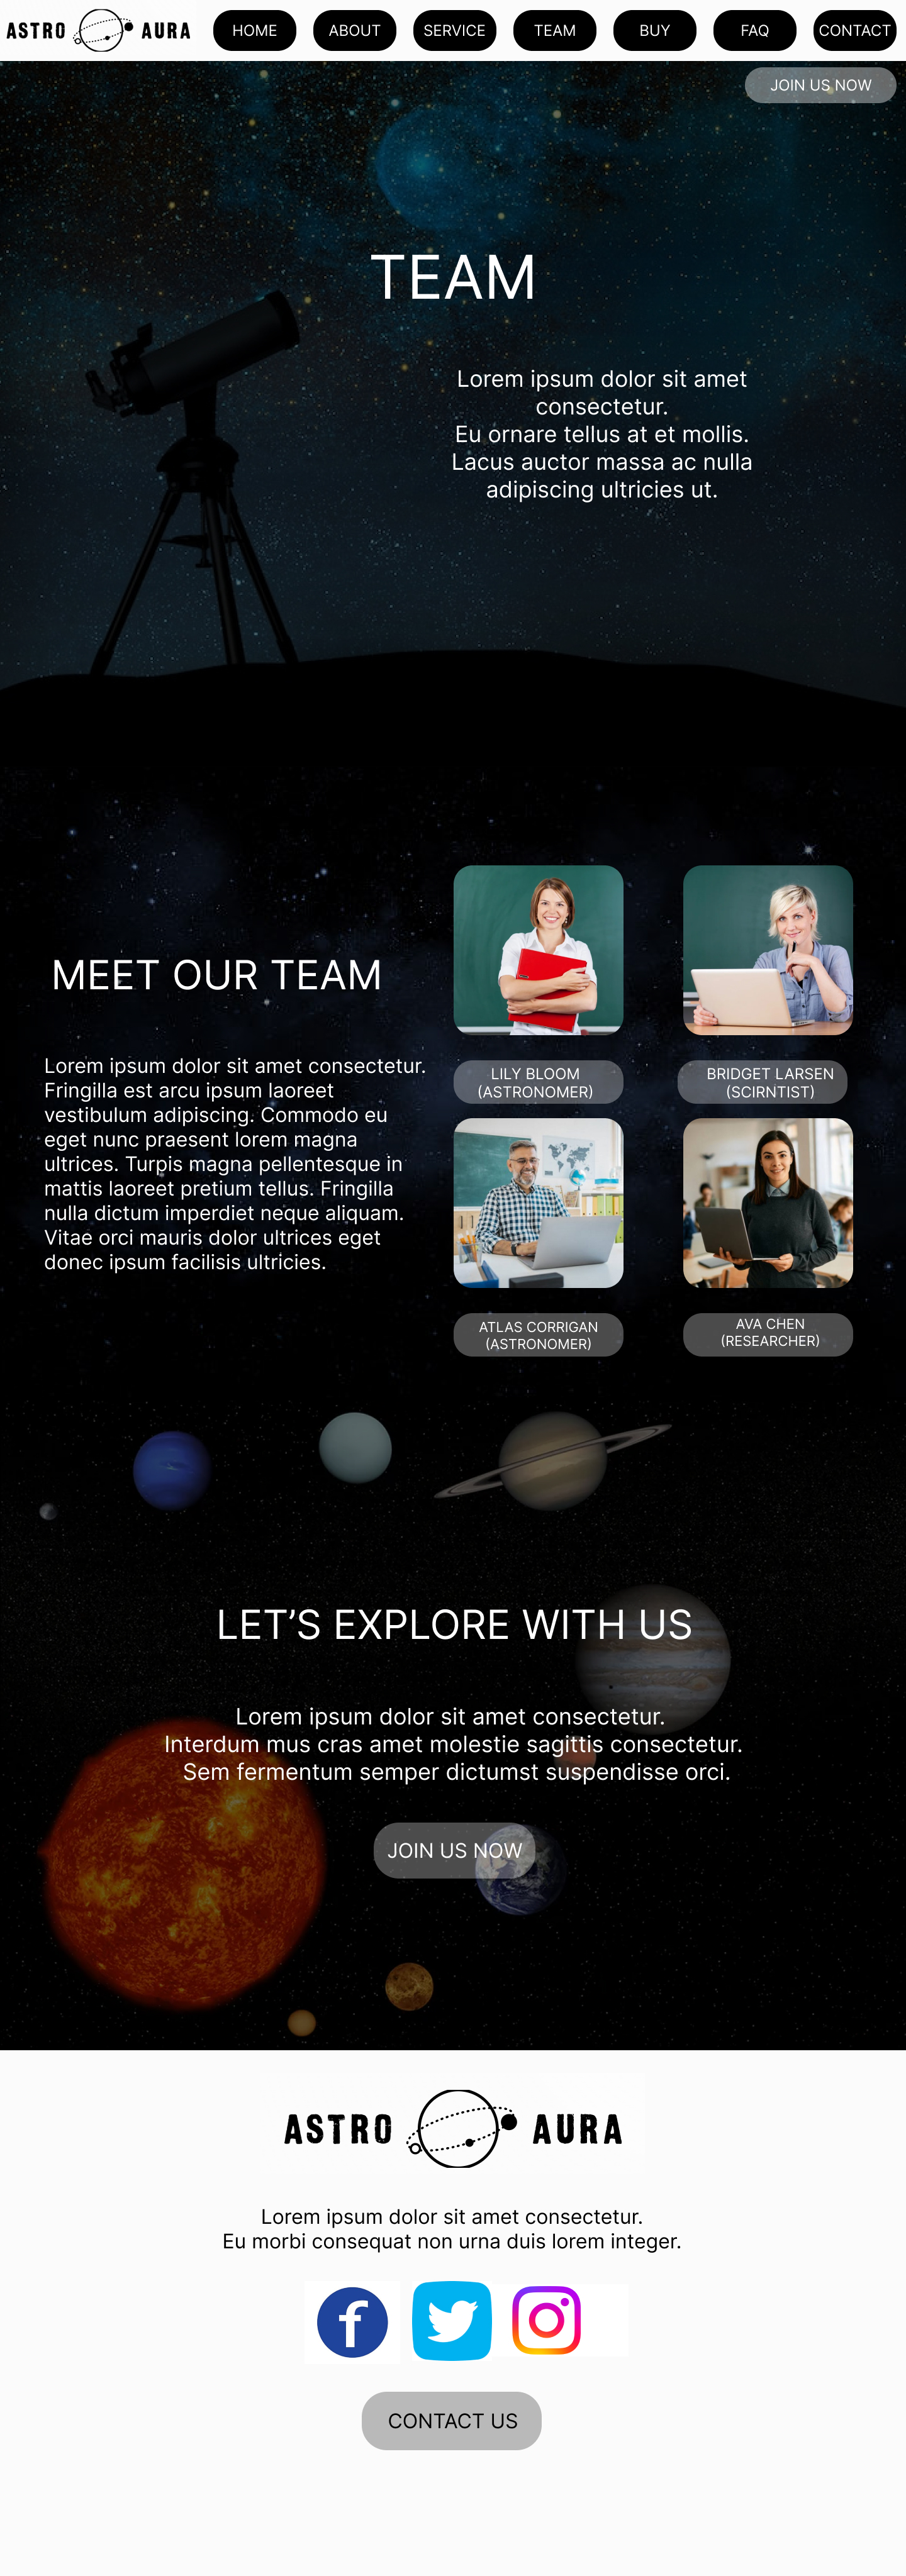 ASTRO AURA
HOME
ABOUT
SERVICE
TEAM
BUY
FAQ
CONTACT
JOIN US NOW
TEAM
Lorem ipsum dolor sit amet
consectetur.
Eu ornare tellus at et mollis.
Lacus auctor massa ac nulla
adipiscing ultricies ut.
MEET OUR TEAM
Lorem ipsum dolor sit amet consectetur.
Fringilla est arcu ipsum laoreet
vestibulum adipiscing. Commodo eu
eget nunc praesent lorem magna
ultrices. Turpis magna pellentesque in
mattis laoreet pretium tellus. Fringilla
nulla dictum imperdiet neque aliquam.
Vitae orci mauris dolor ultrices eget
donec ipsum facilisis ultricies.
LILY BLOOM
(ASTRONOMER)
BRIDGET LARSEN
(SCIRNTIST)
ATLAS CORRIGAN
(ASTRONOMER)
AVA CHEN
(RESEARCHER)
LET’S EXPLORE WITH US
Lorem ipsum dolor sit amet consectetur.
Interdum mus cras amet molestie sagittis consectetur.
Sem fermentum semper dictumst suspendisse orci.
JOIN US NOW
ASTRO AURA
Lorem ipsum dolor sit amet consectetur.
Eu morbi consequat non urna duis lorem integer.
f
CONTACT US